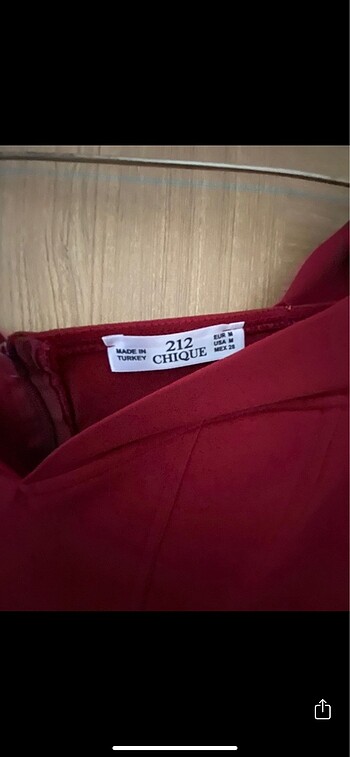 MADE IN
TURKEY
212
CHIQUE
EUR M
USA M
MEX 28